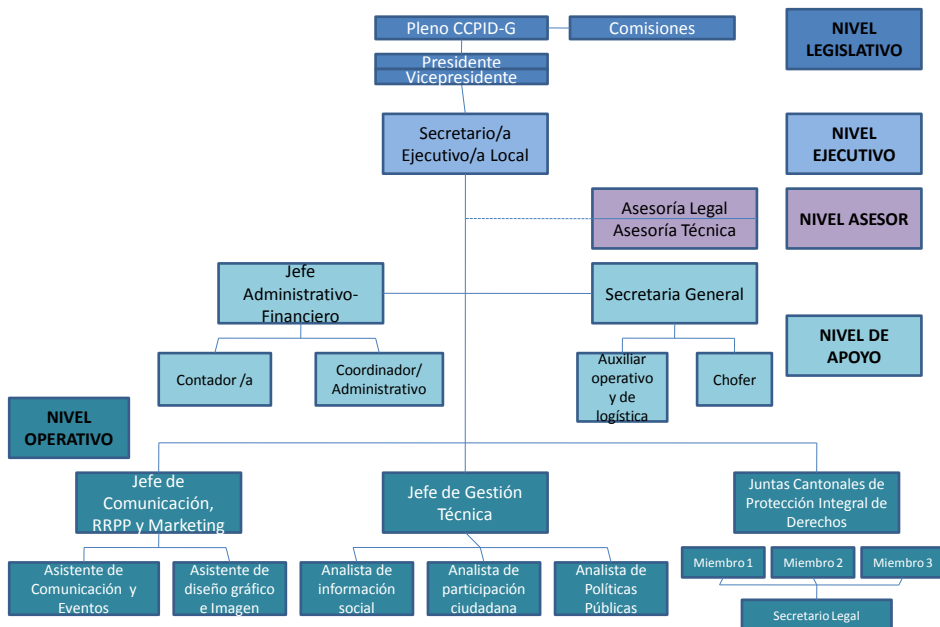 Pleno CCPID-G
Comisiones
NIVEL
LEGISLATIVO
Presidente
Vicepresidente
Secretario/a
Ejecutivo/a Local
NIVEL
EJECUTIVO
Asesoría Legal
Asesoría Técnica
NIVEL ASESOR
Jefe
Administrativo-
Financiero
Secretaria General
NIVEL DE
APOYO
Contador /a
Coordinador/
Administrativo
Auxiliar
operativo
y de
logística
Chofer
NIVEL
OPERATIVO
Jefe de
Comunicación,
RRPP y Marketing
Jefe de Gestión
Técnica
Juntas Cantonales de
Protección Integral de
Derechos
Asistente de
Comunicación y
Eventos
Asistente de
diseño gráfico
e Imagen
Analista de
información
social
Analista de
participación
ciudadana
Analista de
Políticas
Públicas
Miembro 1
Miembro 2
Miembro 3
Secretario Legal